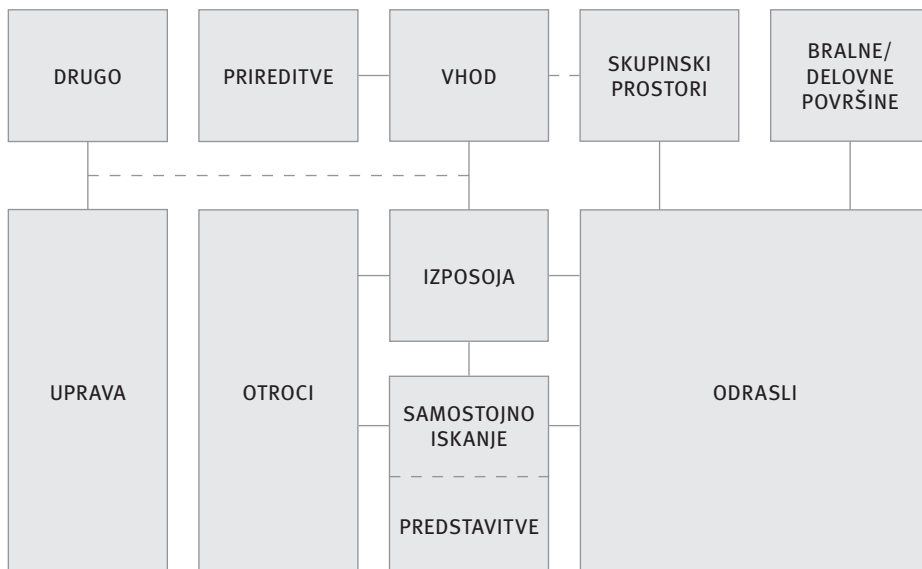 DRUGO
PRIREDITVE
VHOD
SKUPINSKI
PROSTORI
BRALNE/
DELOVNE
POVRŠINE
UPRAVA
OTROCI
IZPOSOJA
SAMOSTOJNO
ISKANJE
PREDSTAVITVE
ODRASLI